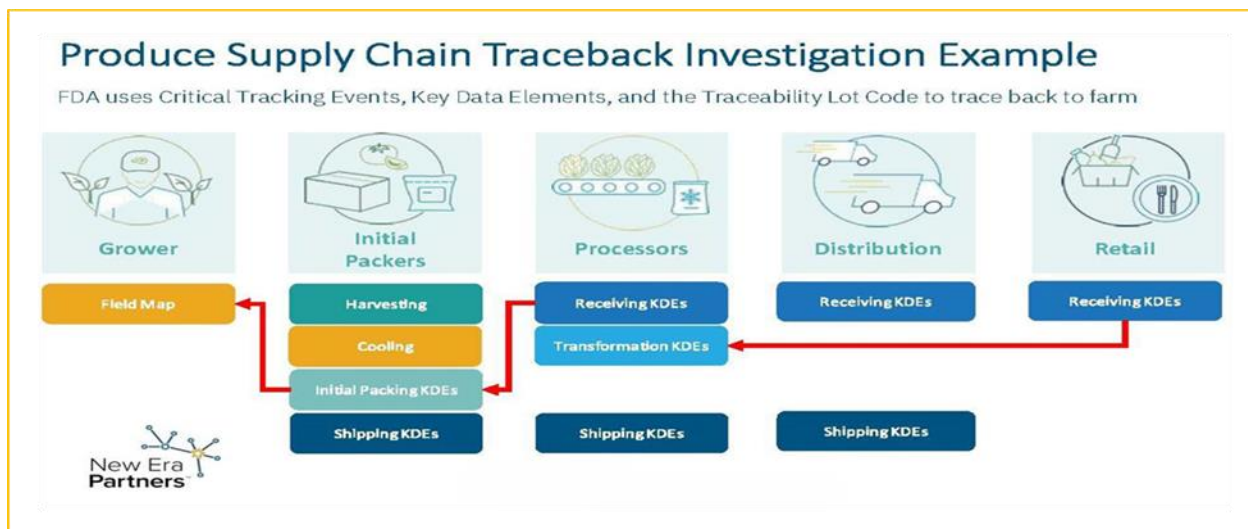 Produce Supply Chain Traceback Investigation Example
FDA uses Critical Tracking Events, Key Data Elements, and the Traceability Lot Code to trace back to farm
Grower
Initial
Packers
Processors
Distribution
Retail
Field Map
Harvesting
Receiving KDEs
Receiving KDEs
Receiving KDEs
Cooling
Transformation KDEs
Initial Packing KDEs
Shipping KDEs
Shipping KDEs
Shipping KDEs
New Era
Partners